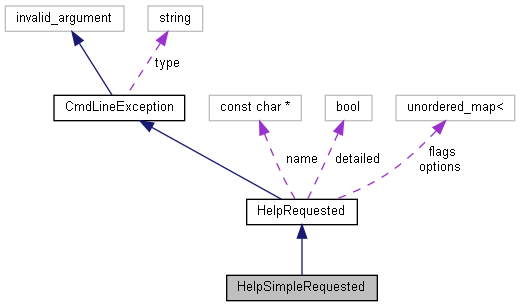 invalid_argument
string
type
CmdLineException
const char *
bool
unordered_map<
name
detailed
flags
options
HelpRequested
HelpSimpleRequested